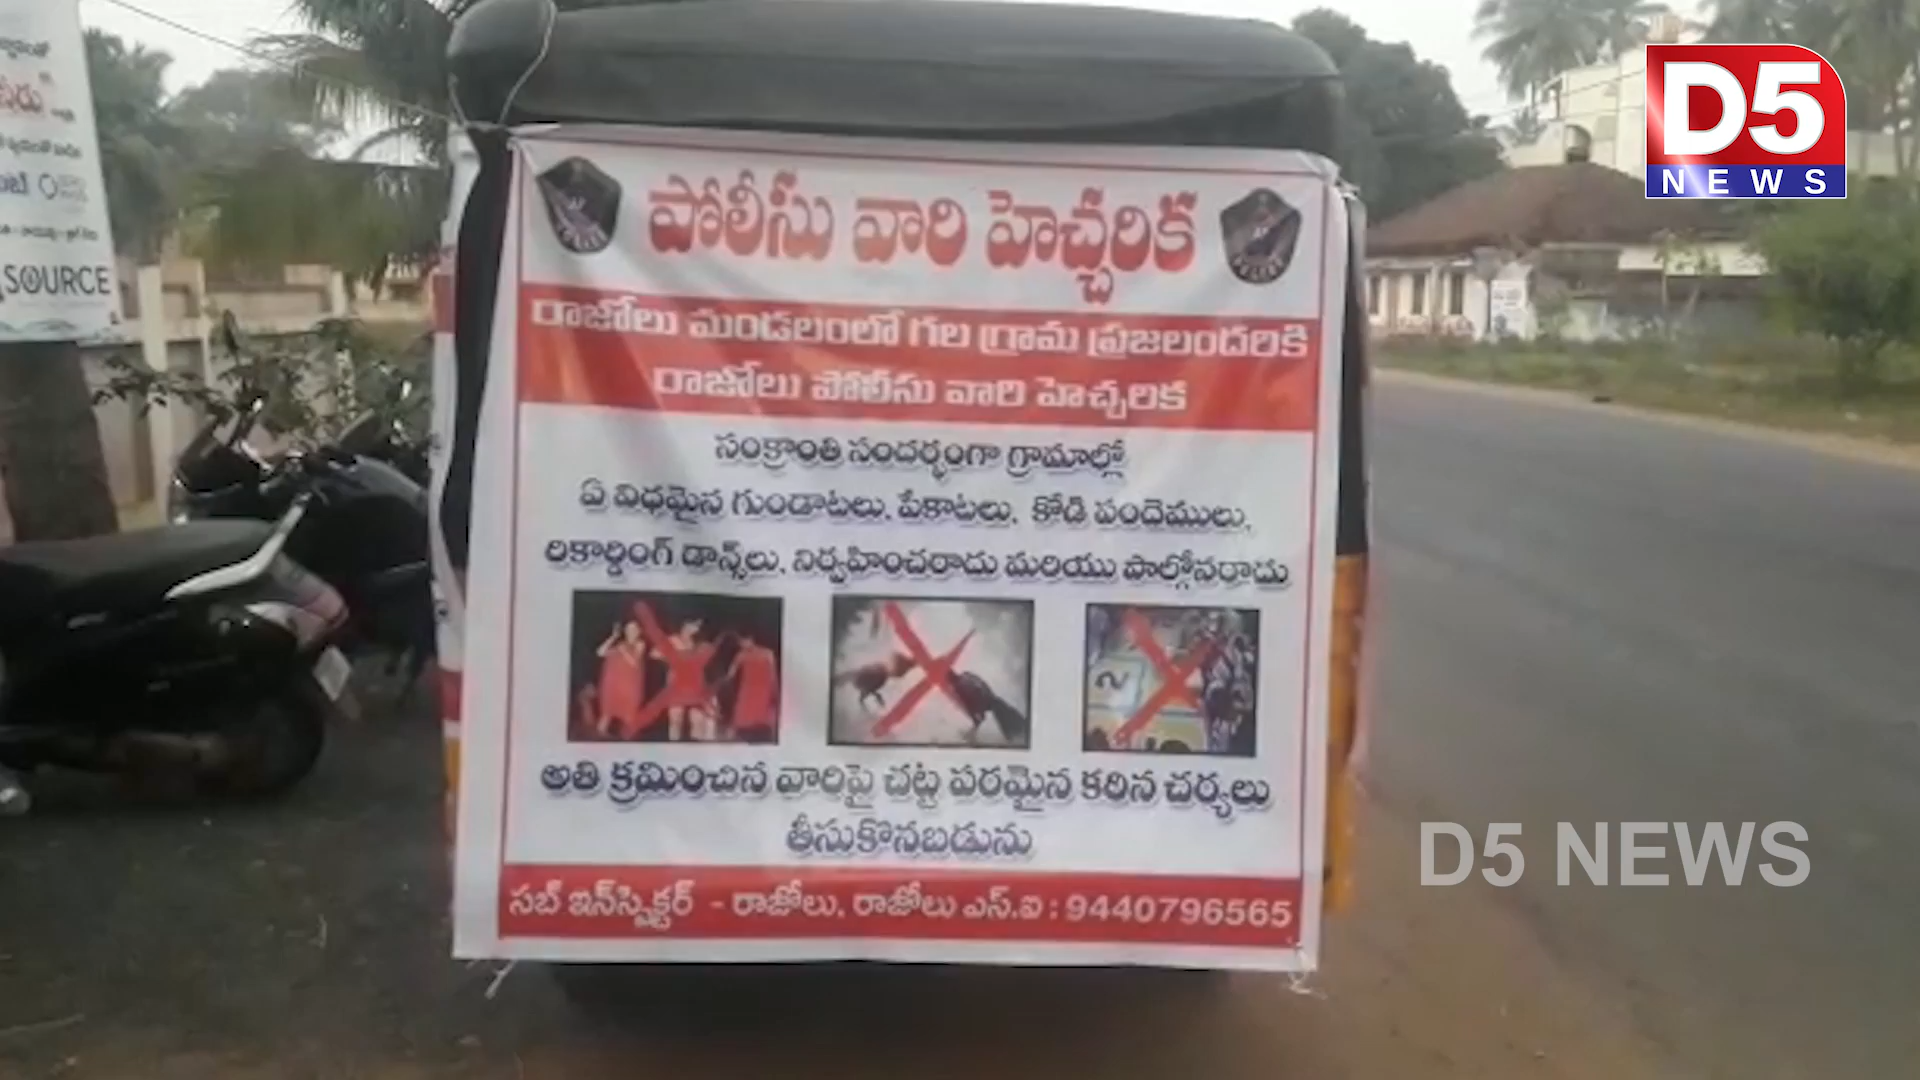 SOURCE
D5
NEWS
పోలీసు వారి హెచ్చరిక
రాజోలు మండలంలో గల గ్రామ ప్రజలందరికి
రాజోలు పోలీసు వారి హెచ్చరిక
సంక్రాంతి సందర్భంగా గ్రామాల్లో
ఏ విధమైన గుండాటలు, పేకాటలు, కోడి పందెములు,
రికార్డింగ్ డాన్స్‌లు, నిర్వహించరాదు మరియు పాల్గోనరాదు
అతి క్రమించిన వారిపై చట్ట పరమైన కఠిన చర్యలు
తీసుకొనబడును
సబ్ ఇన్‌స్పెక్టర్ - రాజోలు, రాజోలు ఎస్.ఐ : 9440796565
D5 NEWS